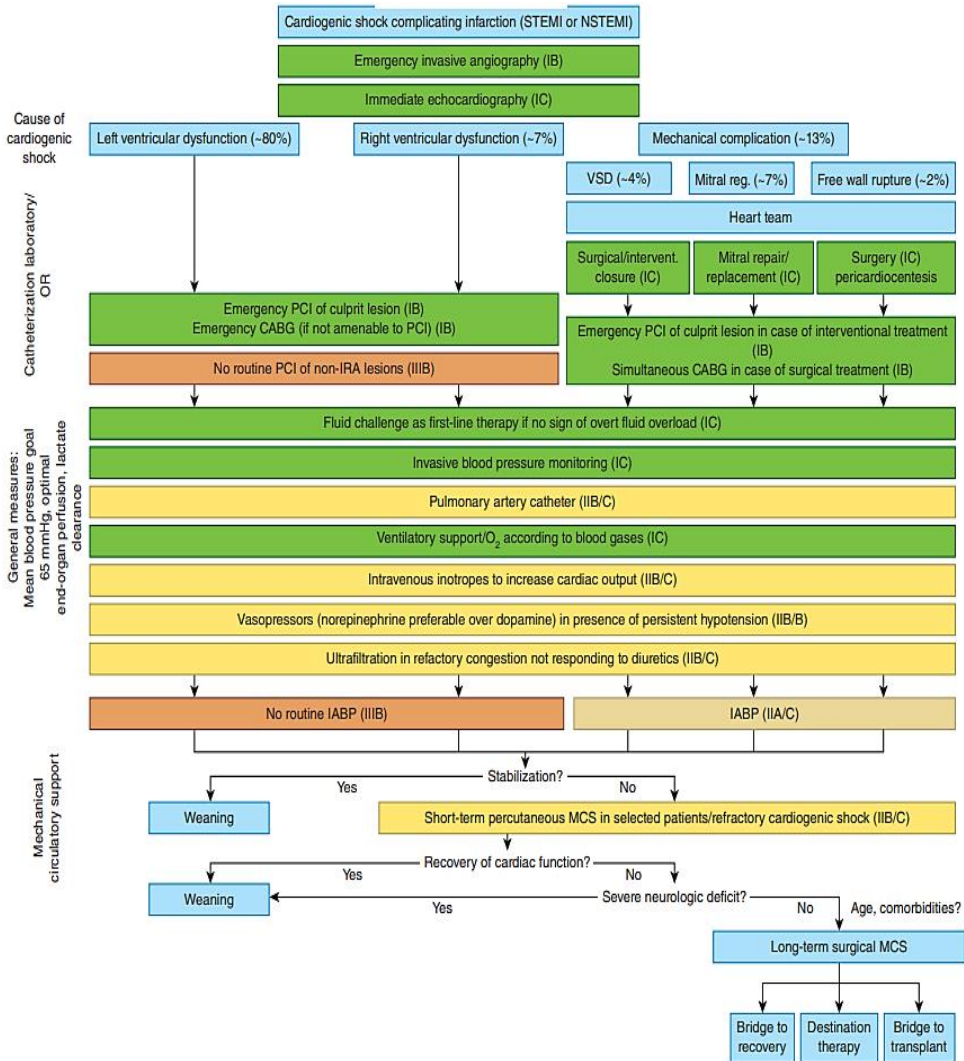 Cardiogenic shock complicating infarction (STEMI or NSTEMI)
Emergency invasive angiography (IB)
Immediate echocardiography (IC)
Cause of
cardiogenic
shock
Left ventricular dysfunction (~80%)
Right ventricular dysfunction (~7%)
Mechanical complication (~13%)
VSD (~4%)
Mitral reg. (~7%)
Free wall rupture (~2%)
Heart team
Catheterization laboratory/
OR
Surgical/intervent.
closure (IC)
Mitral repair/
replacement (IC)
Surgery (IC)
pericardiocentesis
Emergency PCI of culprit lesion (IB)
Emergency CABG (if not amenable to PCI) (IB)
No routine PCI of non-IRA lesions (IIIB)
Emergency PCI of culprit lesion in case of interventional treatment
(IB)
Simultaneous CABG in case of surgical treatment (IB)
General measures:
Mean blood pressure goal
65 mmHg, optimal
end-organ perfusion, lactate
clearance
Fluid challenge as first-line therapy if no sign of overt fluid overload (IC)
Invasive blood pressure monitoring (IC)
Pulmonary artery catheter (IIB/C)
Ventilatory support/O₂ according to blood gases (IC)
Intravenous inotropes to increase cardiac output (IIB/C)
Vasopressors (norepinephrine preferable over dopamine) in presence of persistent hypotension (IIB/B)
Ultrafiltration in refactory congestion not responding to diuretics (IIB/C)
No routine IABP (IIIB)
IABP (IIA/C)
Mechanical
circulatory support
Stabilization?
Yes
No
Weaning
Short-term percutaneous MCS in selected patients/refractory cardiogenic shock (IIB/C)
Recovery of cardiac function?
Yes
No
Weaning
Severe neurologic deficit?
Yes
No
Age, comorbidities?
Long-term surgical MCS
Bridge to
recovery
Destination
therapy
Bridge to
transplant